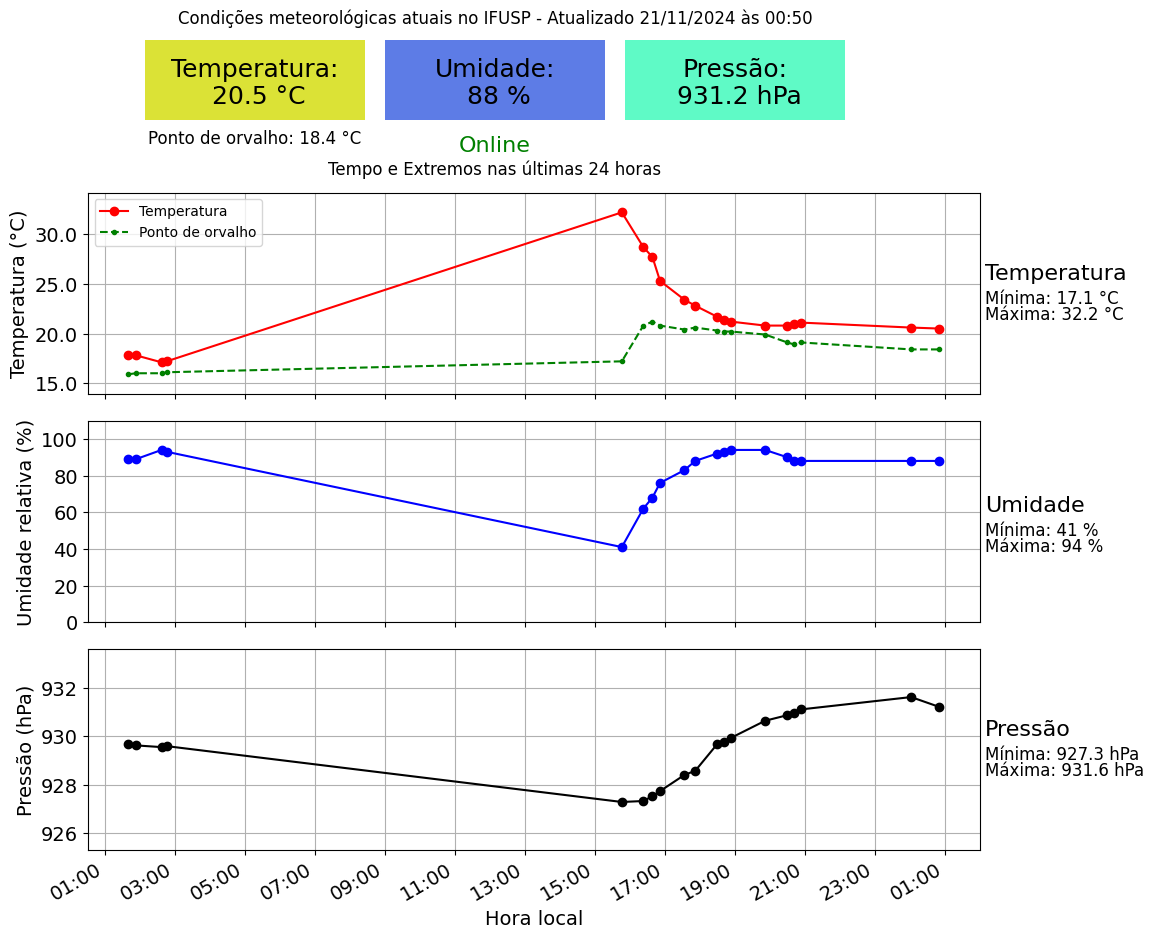 Condições meteorológicas atuais no IFUSP - Atualizado 21/11/2024 às 00:50
Temperatura:
20.5 °C
Umidade:
88 %
Pressão:
931.2 hPa
Ponto de orvalho: 18.4 °C
Online
Tempo e Extremos nas últimas 24 horas
Temperatura (°C)
30.0
25.0
20.0
15.0
Temperatura
Ponto de orvalho
Temperatura
Mínima: 17.1 °C
Máxima: 32.2 °C
Umidade relativa (%)
100
80
60
40
20
0
Umidade
Mínima: 41 %
Máxima: 94 %
Pressão (hPa)
932
930
928
926
Pressão
Mínima: 927.3 hPa
Máxima: 931.6 hPa
01:00 03:00 05:00 07:00 09:00 11:00 13:00 15:00 17:00 19:00 21:00 23:00 01:00
Hora local